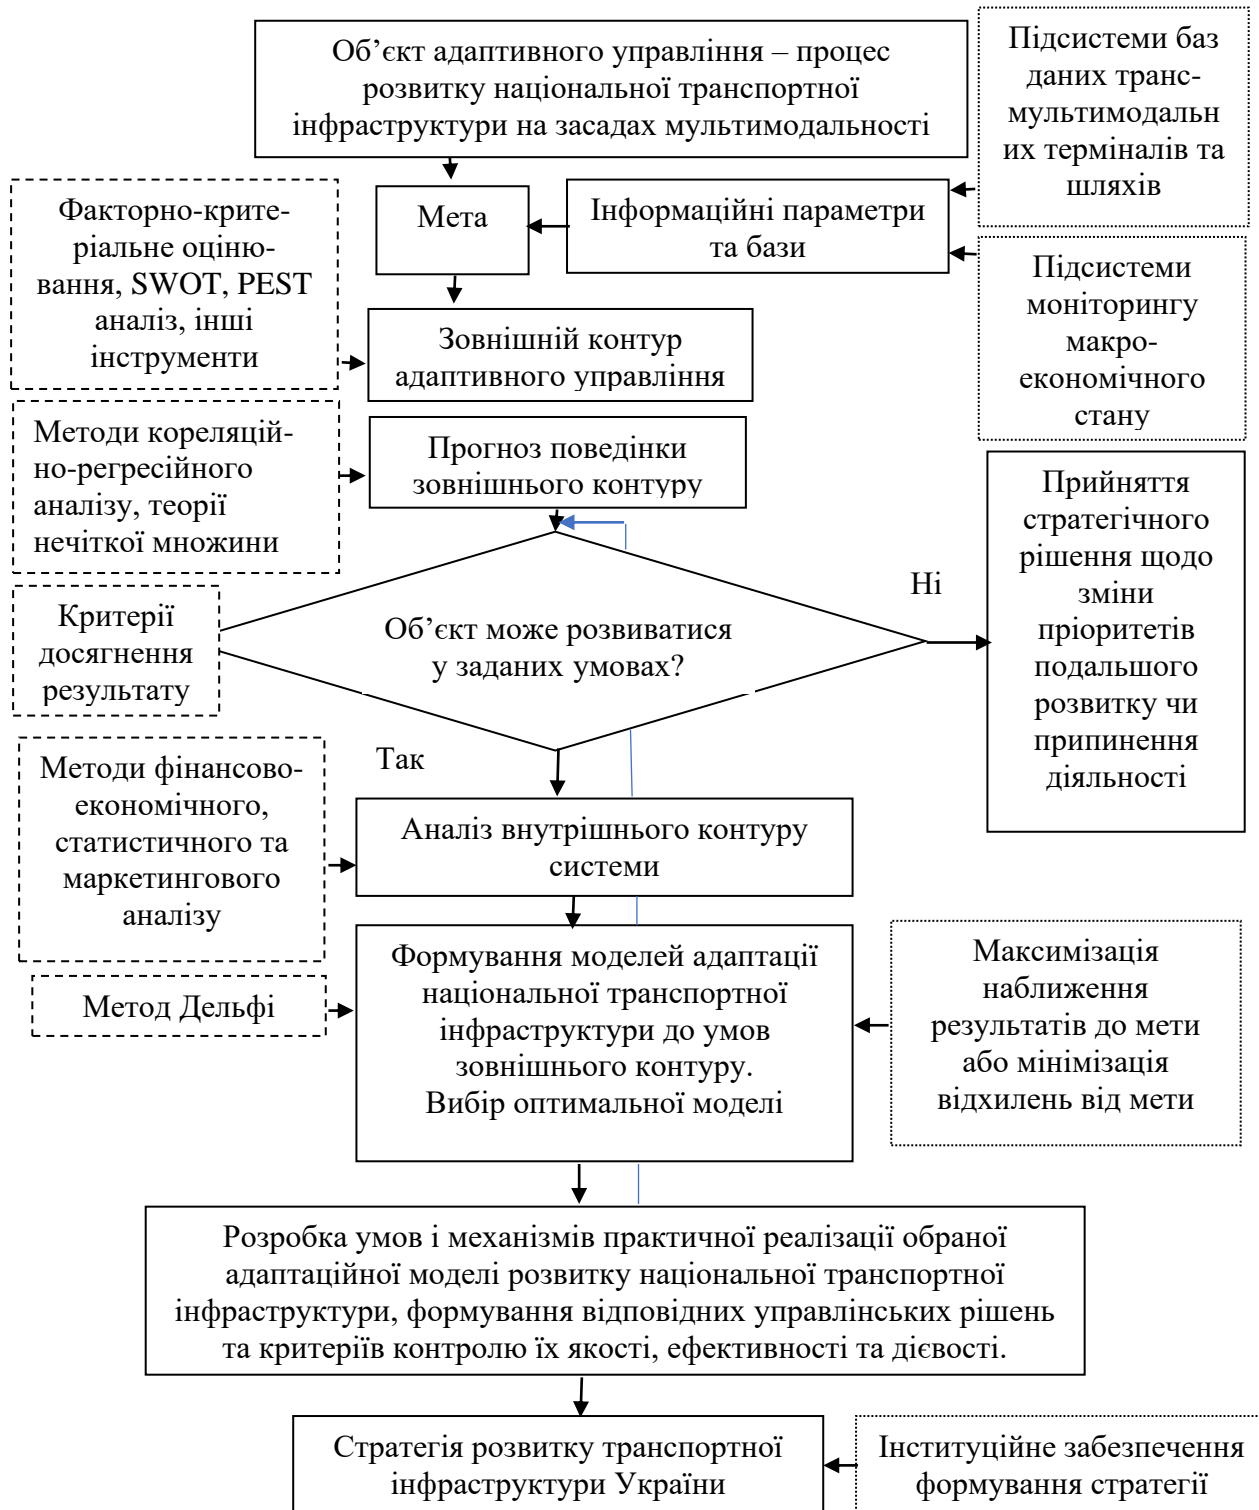 Об’єкт адаптивного управління – процес
розвитку національної транспортної
інфраструктури на засадах мультимодальності
Підсистеми баз
даних транс-
мультимодальн
их терміналів та
шляхів
Мета
Інформаційні параметри
та бази
Факторно-крите-
ріальне оціню-
вання, SWOT, PEST
аналіз, інші
інструменти
Підсистеми
моніторингу
макро-
економічного
стану
Зовнішній контур
адаптивного управління
Методи кореляцій-
но-регресійного
аналізу, теорії
нечіткої множини
Прогноз поведінки
зовнішнього контуру
Прийняття
стратегічного
рішення щодо
зміни
пріоритетів
подальшого
розвитку чи
припинення
діяльності
Ні
Критерії
досягнення
результату
Об’єкт може розвиватися
у заданих умовах?
Так
Методи фінансово-
економічного,
статистичного та
маркетингового
аналізу
Аналіз внутрішнього контуру
системи
Метод Дельфі
Формування моделей адаптації
національної транспортної
інфраструктури до умов
зовнішнього контуру.
Вибір оптимальної моделі
Максимізація
наближення
результатів до мети
або мінімізація
відхилень від мети
Розробка умов і механізмів практичної реалізації обраної
адаптаційної моделі розвитку національної транспортної
інфраструктури, формування відповідних управлінських рішень
та критеріїв контролю їх якості, ефективності та дієвості.
Стратегія розвитку транспортної
інфраструктури України
Інституційне забезпечення
формування стратегії